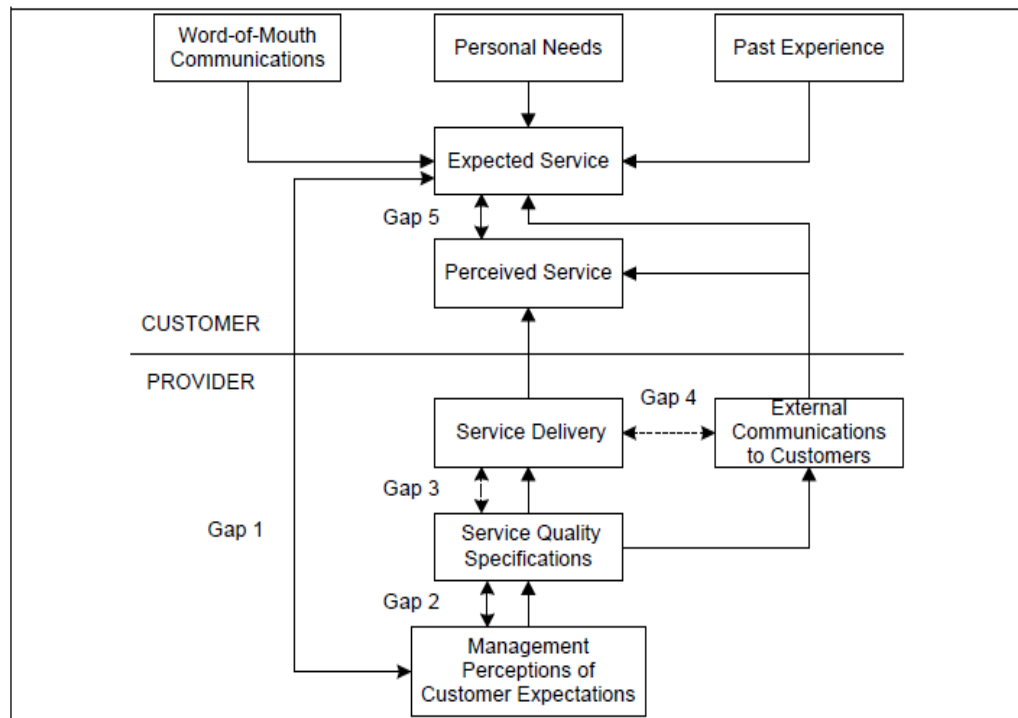 Word-of-Mouth
Communications
Personal Needs
Past Experience
Expected Service
Gap 5
Perceived Service
CUSTOMER
PROVIDER
Gap 4
Service Delivery
External
Communications
to Customers
Gap 3
Gap 1
Service Quality
Specifications
Gap 2
Management
Perceptions of
Customer Expectations